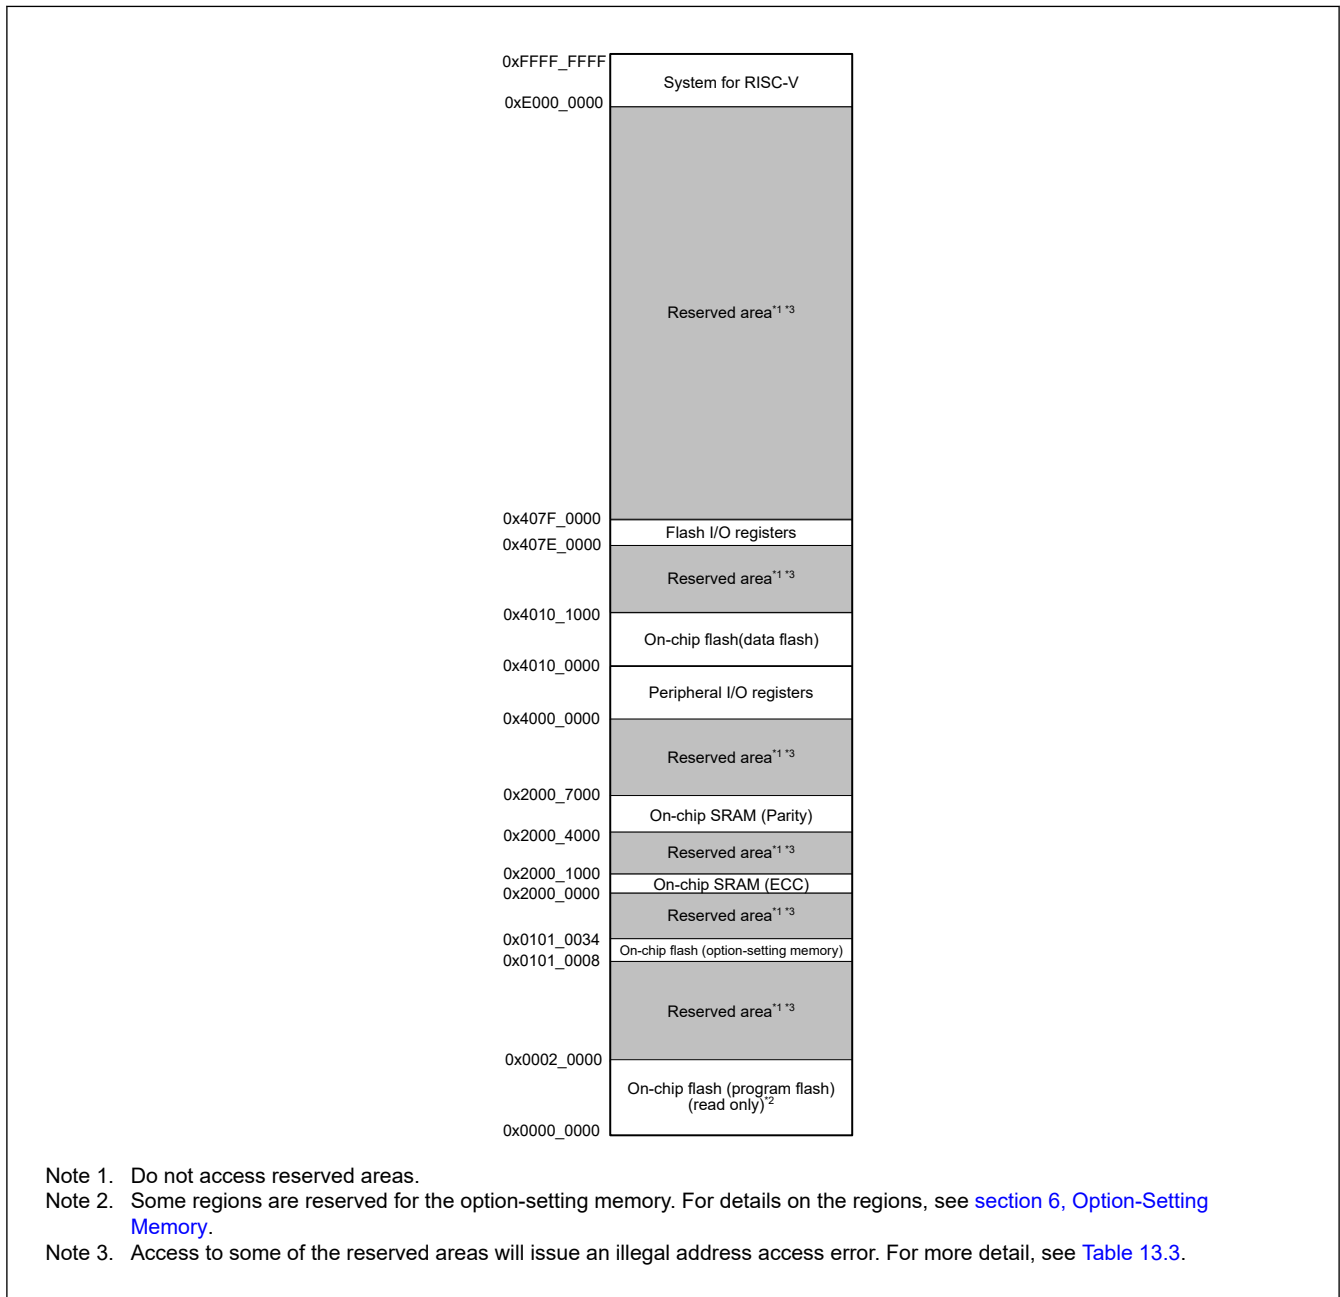 0xFFFF_FFFF
System for RISC-V
0xE000_0000
Reserved area*1 *3
0x407F_0000
Flash I/O registers
0x407E_0000
Reserved area*1 *3
0x4010_1000
On-chip flash(data flash)
0x4010_0000
Peripheral I/O registers
0x4000_0000
Reserved area*1 *3
0x2000_7000
On-chip SRAM (Parity)
0x2000_4000
Reserved area*1 *3
0x2000_1000
On-chip SRAM (ECC)
0x2000_0000
Reserved area*1 *3
0x0101_0034
On-chip flash (option-setting memory)
0x0101_0008
Reserved area*1 *3
0x0002_0000
On-chip flash (program flash)
(read only)*2
0x0000_0000
Note 1. Do not access reserved areas.
Note 2. Some regions are reserved for the option-setting memory. For details on the regions, see section 6, Option-Setting
Memory.
Note 3. Access to some of the reserved areas will issue an illegal address access error. For more detail, see Table 13.3.